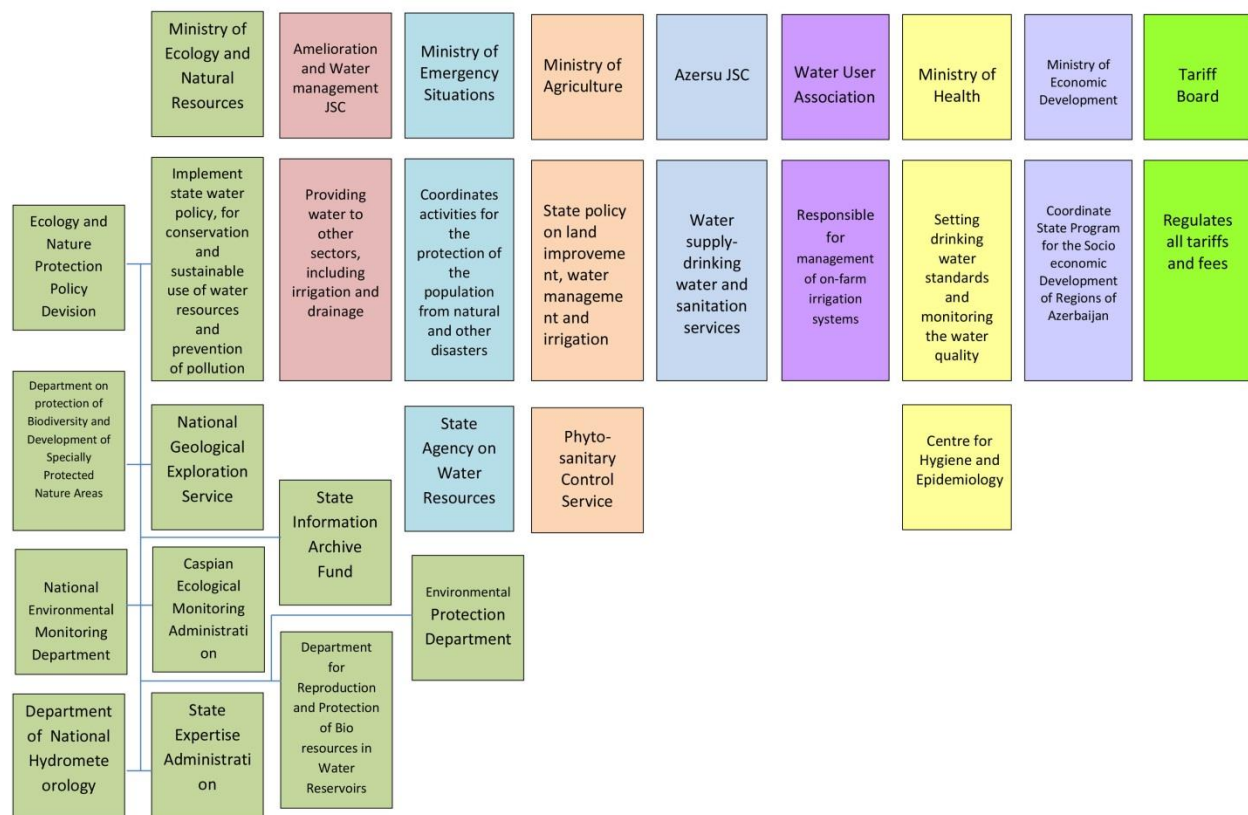 Ministry of
Ecology and
Natural
Resources
Amelioration
and Water
management
JSC
Ministry of
Emergency
Situations
Ministry of
Agriculture
Azersu JSC
Water User
Association
Ministry of
Health
Ministry of
Economic
Development
Tariff
Board
Ecology and
Nature
Protection
Policy
Devision
Implement
state water
policy, for
conservation
and
sustainable
use of water
resources
and
prevention
of pollution
Providing
water to
other
sectors,
including
irrigation and
drainage
Coordinates
activities for
the
protection of
the
population
from natural
and other
disasters
State policy
on land
improveme
nt, water
manageme
nt and
irrigation
Water
supply-
drinking
water and
sanitation
services
Responsible
for
management
of on-farm
irrigation
systems
Setting
drinking
water
standards
and
monitoring
the water
quality
Coordinate
State Program
for the Socio
economic
Development
of Regions of
Azerbaijan
Regulates
all tariffs
and fees
Department on
protection of
Biodiversity and
Development of
Specially
Protected
Nature Areas
National
Geological
Exploration
Service
State
Information
Archive
Fund
State
Agency on
Water
Resources
Phyto-
sanitary
Control
Service
Centre for
Hygiene and
Epidemiology
National
Environmental
Monitoring
Department
Caspian
Ecological
Monitoring
Administrati
on
Environmental
Protection
Department
Department
for
Reproduction
and Protection
of Bio
resources in
Water
Reservoirs
Department
of National
Hydromete
orology
State
Expertise
Administrati
on